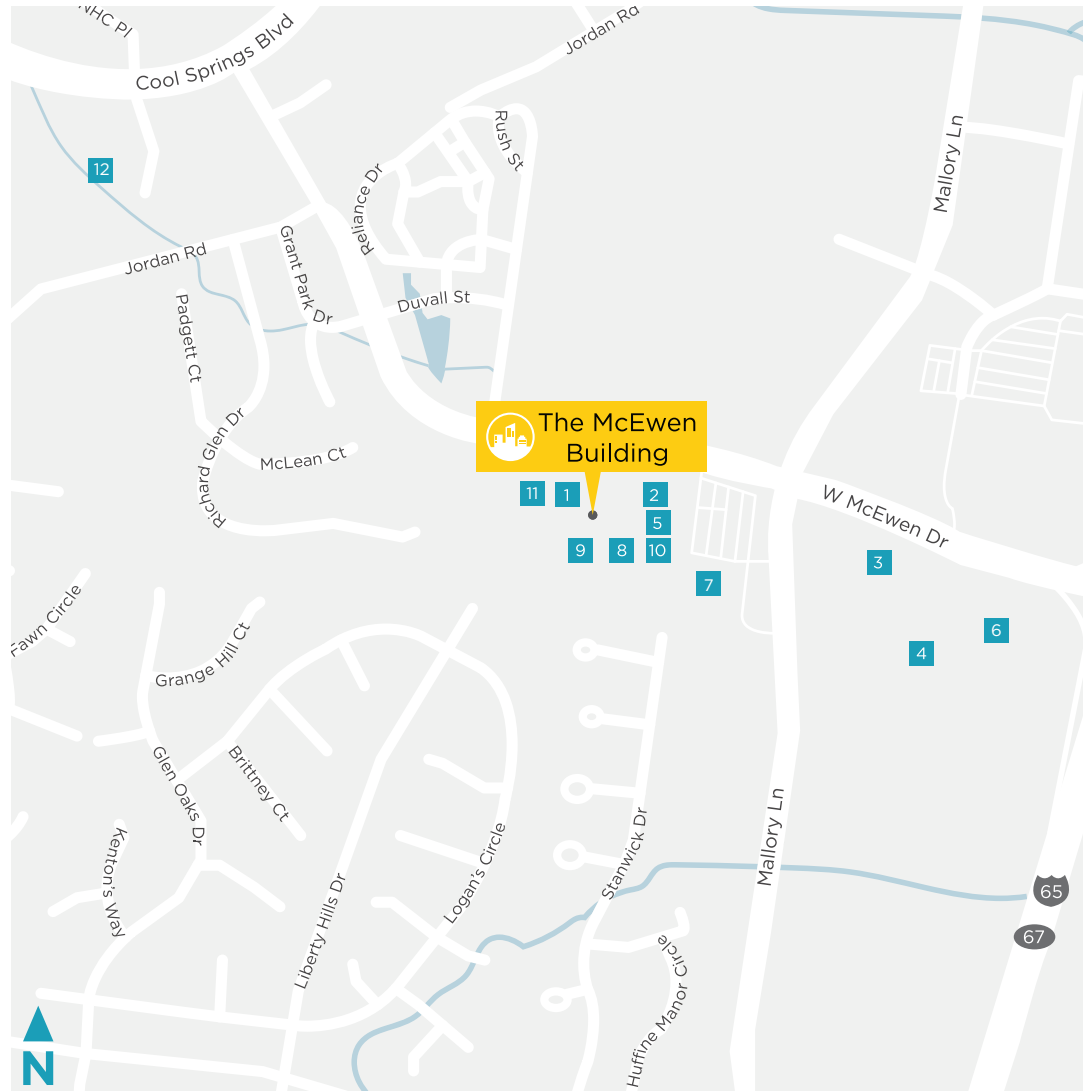 NHC Pl
Cool Springs Blvd
Jordan Rd
Mallory Ln
Rush St
12
Reliance Dr
Jordan Rd
Grant Park Dr
Duvall St
Padgett Ct
The McEwen
Building
Richard Glen Dr
McLean Ct
11
1
2
W McEwen Dr
5
9
8
10
3
7
Fawn Circle
6
Grange Hill Ct
4
Glen Oaks Dr
Brittney Ct
Kenton's Way
Liberty Hills Dr
Logan's Circle
Stanwick Dr
Mallory Ln
65
67
Huffine Manor Circle
N